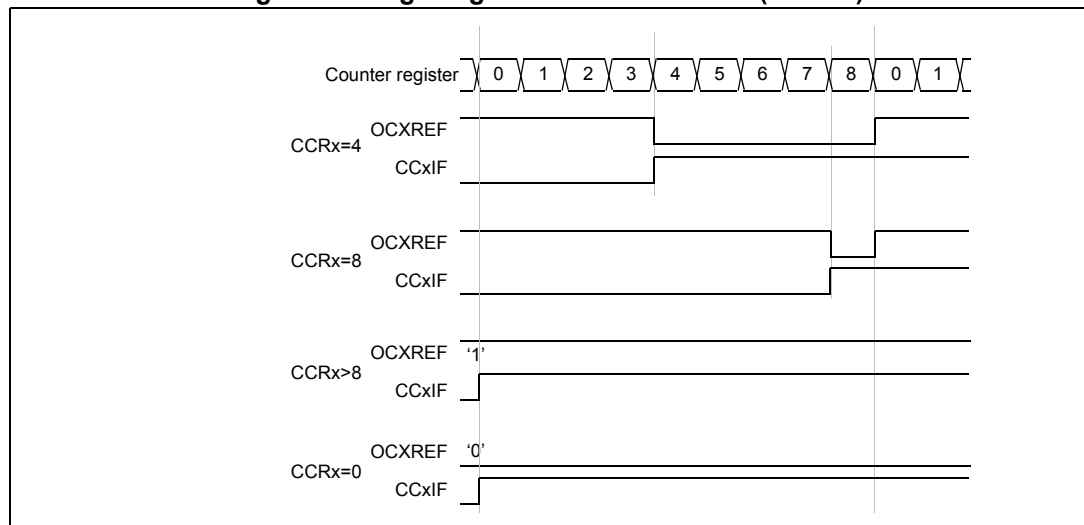 Counter register 0 1 2 3 4 5 6 7 8 0 1
OCXREF
CCRx=4
CCxIF
OCXREF
CCRx=8
CCxIF
OCXREF ‘1’
CCRx>8
CCxIF
OCXREF ‘0’
CCRx=0
CCxIF